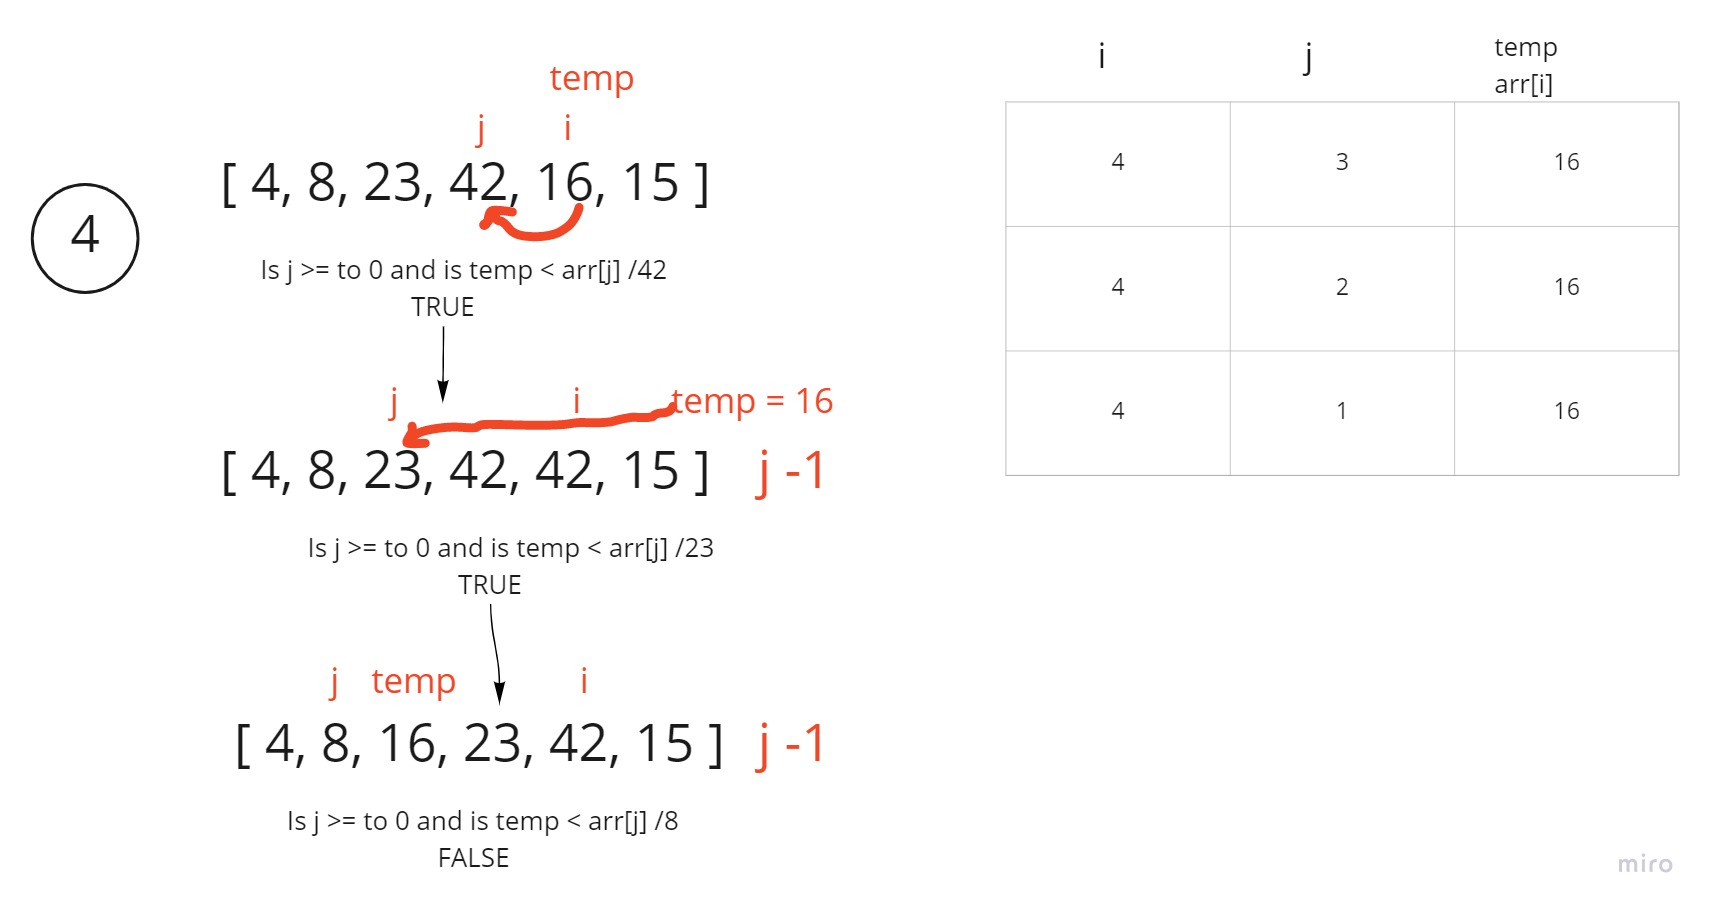 4
temp
j i
[ 4, 8, 23, 42, 16, 15 ]
Is j >= to 0 and is temp < arr[j] /42
TRUE
j i temp = 16
[ 4, 8, 23, 42, 42, 15 ] j -1
Is j >= to 0 and is temp < arr[j] /23
TRUE
j temp i
[ 4, 8, 16, 23, 42, 15 ] j -1
Is j >= to 0 and is temp < arr[j] /8
FALSE
i j temp
arr[i]
4 3 16
4 2 16
4 1 16
miro